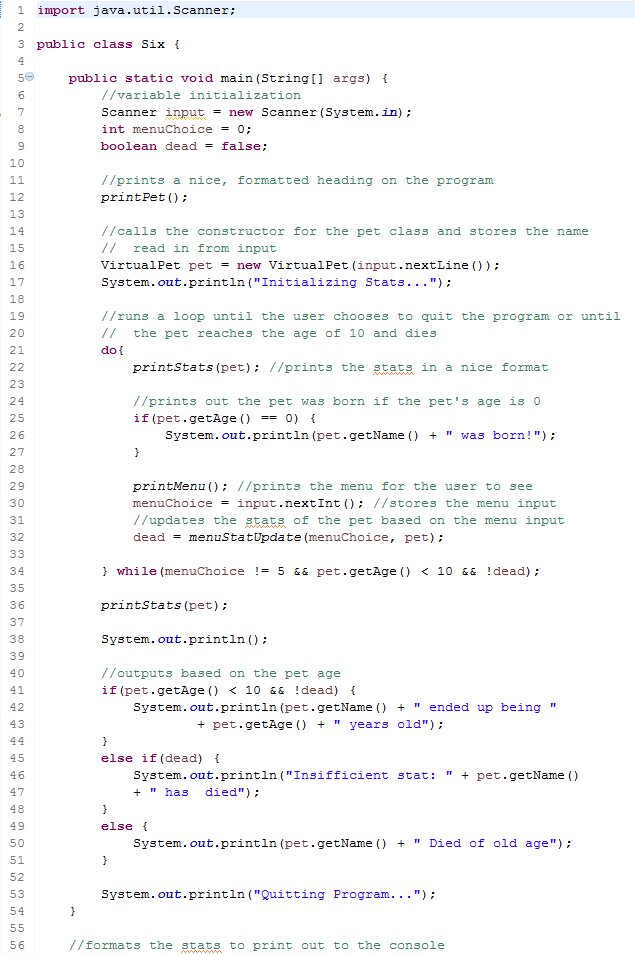 1 import java.util.Scanner;
2
3 public class Six {
4
5 public static void main(String[] args) {
6 //variable initialization
7 Scanner input = new Scanner(System.in);
8 int menuChoice = 0;
9 boolean dead = false;
10
11 //prints a nice, formatted heading on the program
12 printPet();
13
14 //calls the constructor for the pet class and stores the name
15 //  read in from input
16 VirtualPet pet = new VirtualPet(input.nextLine());
17 System.out.println("Initializing Stats...");
18
19 //runs a loop until the user chooses to quit the program or until
20 //  the pet reaches the age of 10 and dies
21 do{
22 printStats(pet); //prints the stats in a nice format
23
24 //prints out the pet was born if the pet's age is 0
25 if(pet.getAge() == 0) {
26 System.out.println(pet.getName() + " was born!");
27 }
28
29 printMenu(); //prints the menu for the user to see
30 menuChoice = input.nextInt(); //stores the menu input
31 //updates the stats of the pet based on the menu input
32 dead = menuStatUpdate(menuChoice, pet);
33
34 } while(menuChoice != 5 && pet.getAge() < 10 && !dead);
35
36 printStats(pet);
37
38 System.out.println();
39
40 //outputs based on the pet age
41 if(pet.getAge() < 10 && !dead) {
42 System.out.println(pet.getName() + " ended up being "
43 + pet.getAge() + " years old");
44 }
45 else if(dead) {
46 System.out.println("Insufficient stat: " + pet.getName()
47 + " has  died");
48 }
49 else {
50 System.out.println(pet.getName() + " Died of old age");
51 }
52
53 System.out.println("Quitting Program...");
54 }
55
56 //formats the stats to print out to the console